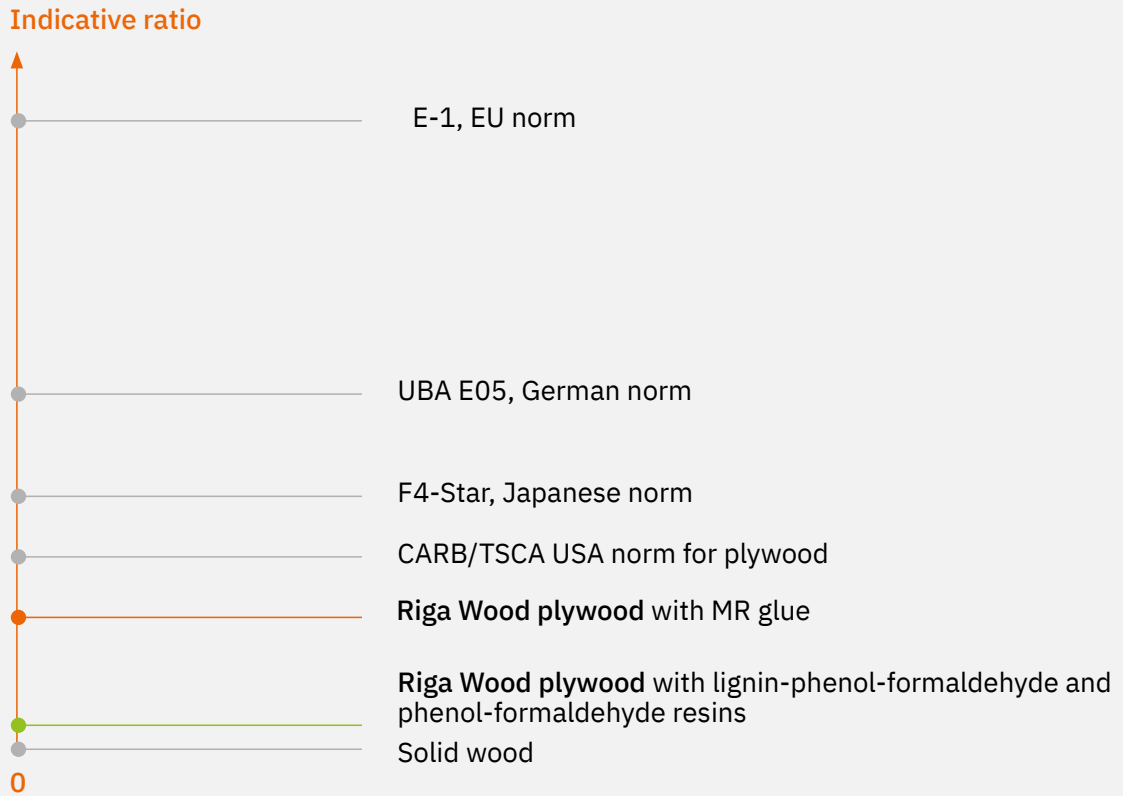 Indicative ratio
E-1, EU norm
UBA E05, German norm
F4-Star, Japanese norm
CARB/TSCA USA norm for plywood
Riga Wood plywood with MR glue
Riga Wood plywood with lignin-phenol-formaldehyde and
phenol-formaldehyde resins
Solid wood
0